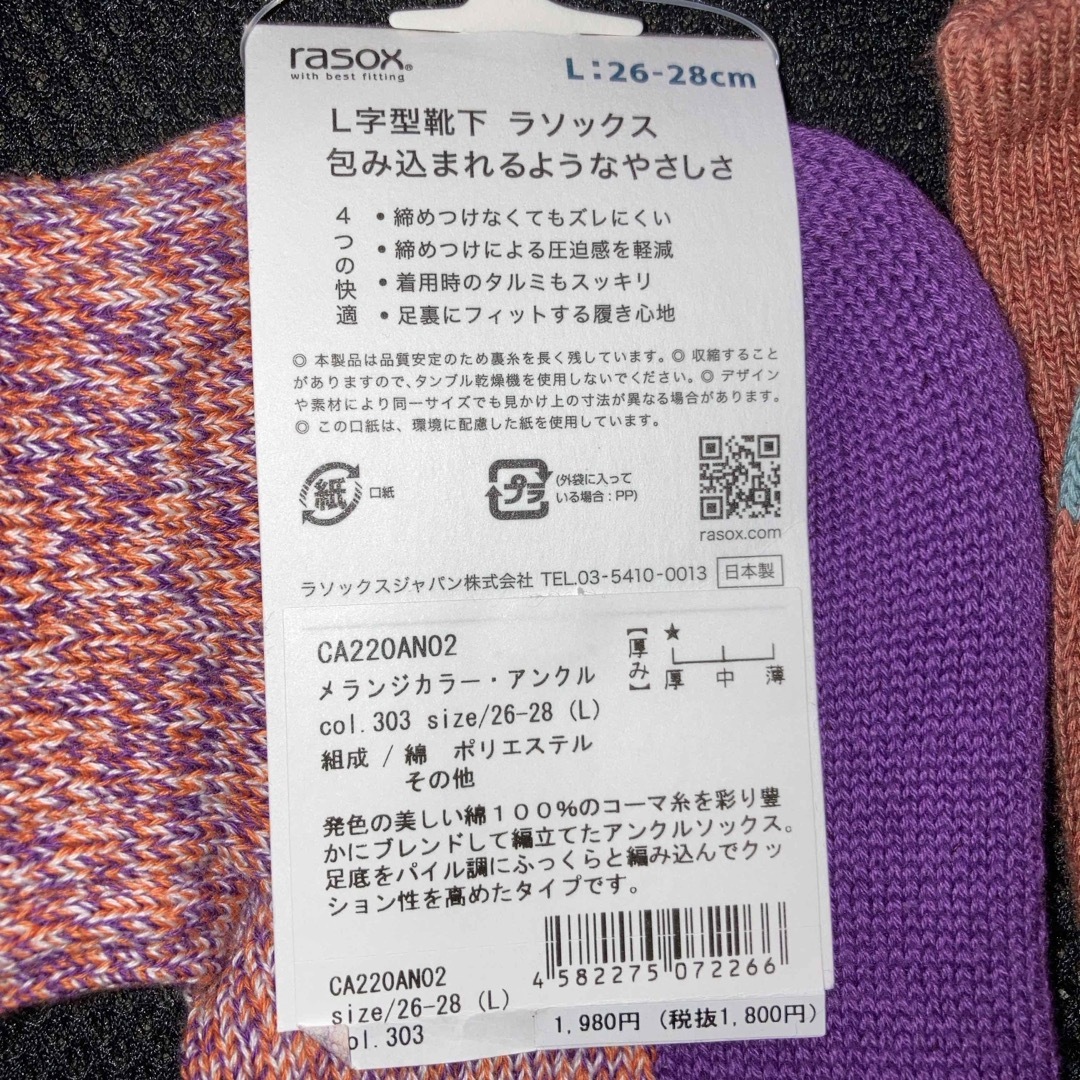 rasox®
with best fitting
L:26-28cm
L字型靴下 ラソックス
包み込まれるようなやさしさ
4つの快適
・締めつけなくてもズレにくい
・締めつけによる圧迫感を軽減
・着用時のタルミもスッキリ
・足裏にフィットする履き心地
◎ 本製品は品質安定のため裏糸を長く残しています。◎ 収縮すること
がありますので、タンブル乾燥機を使用しないでください。◎ デザイン
や素材により同一サイズでも見かけ上の寸法が異なる場合があります。
◎ この口紙は、環境に配慮した紙を使用しています。
紙
口紙
プラ
(外袋に入って
いる場合:PP)
rasox.com
ラソックスジャパン株式会社 TEL.03-5410-0013 日本製
CA220AN02
メランジカラー・アンクル
col.303 size/26-28 (L)
組成 / 綿 ポリエステル
その他
【厚み】
★
厚 中 薄
発色の美しい綿100%のコーマ糸を彩り豊
かにブレンドして編立てたアンクルソックス。
足底をパイル調にふっくらと編み込んでクッ
ション性を高めたタイプです。
4 582275 072266
CA220AN02
size/26-28 (L)
ol.303
1,980円 (税抜1,800円)